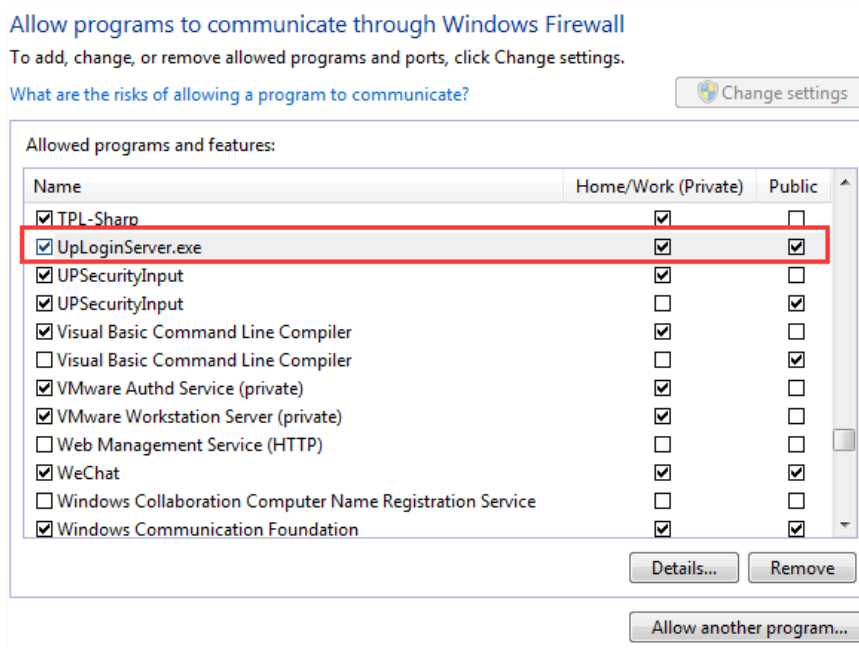 Allow programs to communicate through Windows Firewall
To add, change, or remove allowed programs and ports, click Change settings.
What are the risks of allowing a program to communicate?
Change settings
Allowed programs and features:
Name Home/Work (Private) Public
TPL-Sharp
UpLoginServer.exe
UPSecurityInput
UPSecurityInput
Visual Basic Command Line Compiler
Visual Basic Command Line Compiler
VMware Authd Service (private)
VMware Workstation Server (private)
Web Management Service (HTTP)
WeChat
Windows Collaboration Computer Name Registration Service
Windows Communication Foundation
Details... Remove
Allow another program...